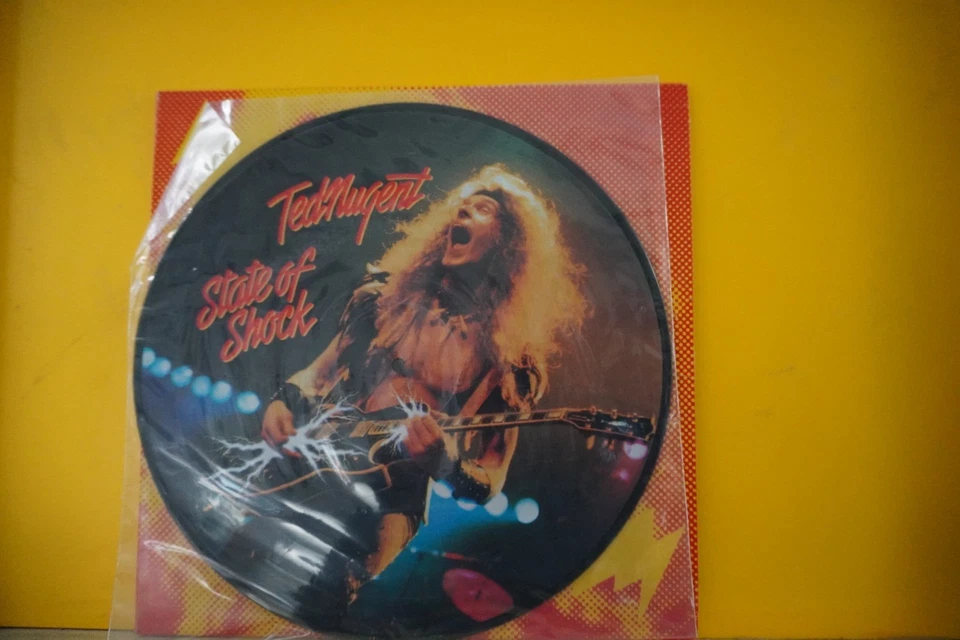 Ted Nugent
State of
Shock